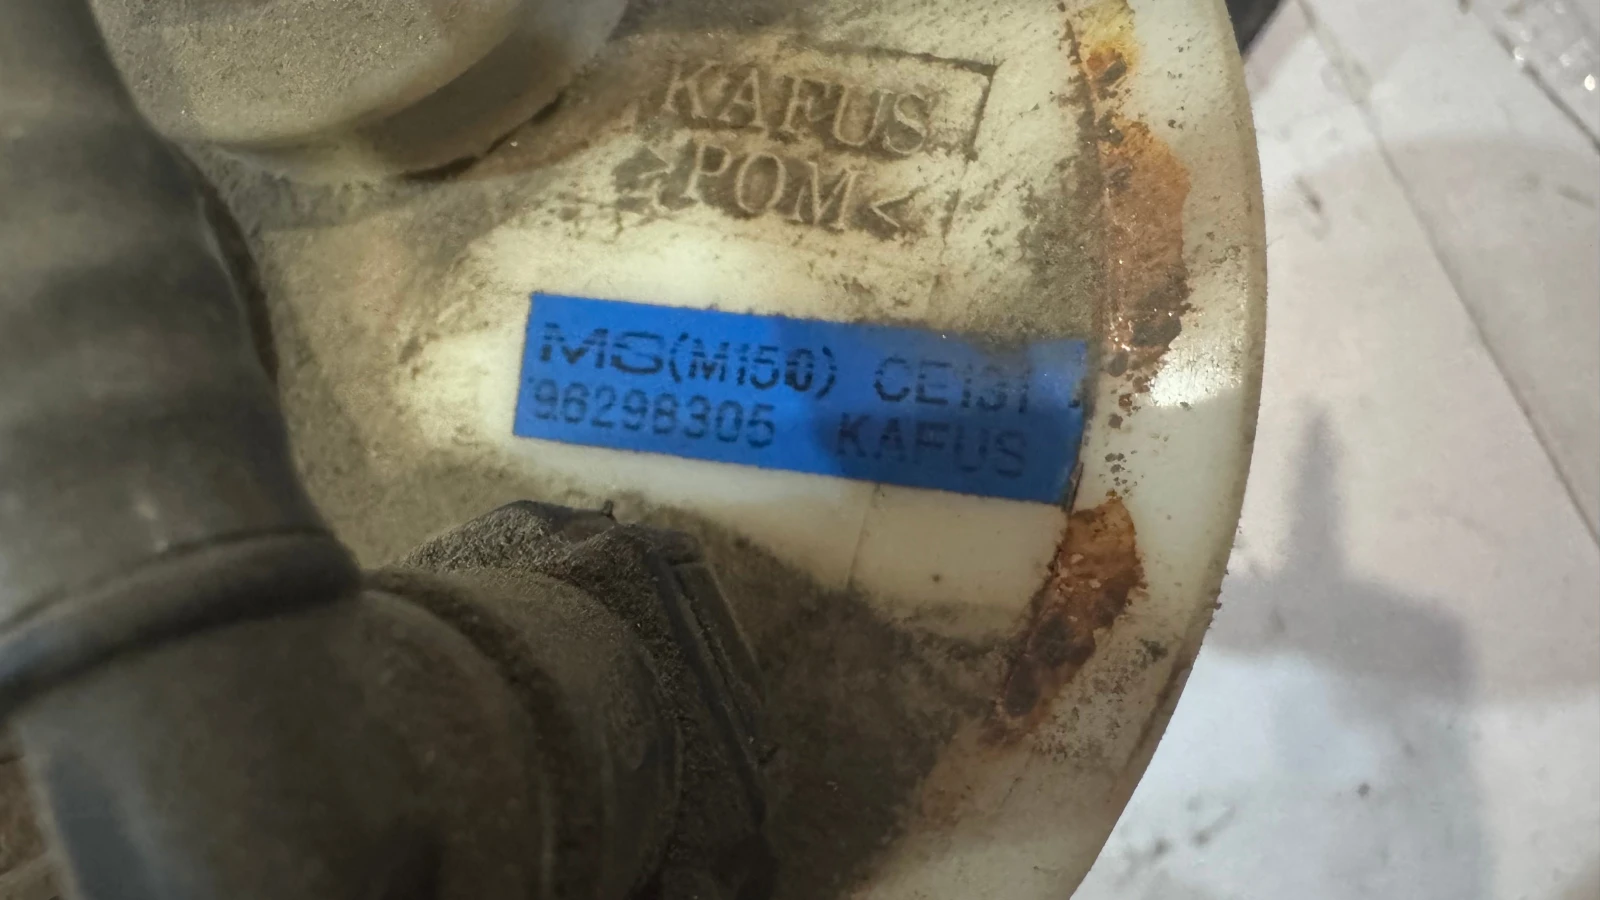 KAFUS
>POM<
MS(M150) CE131
96298305 KAFUS